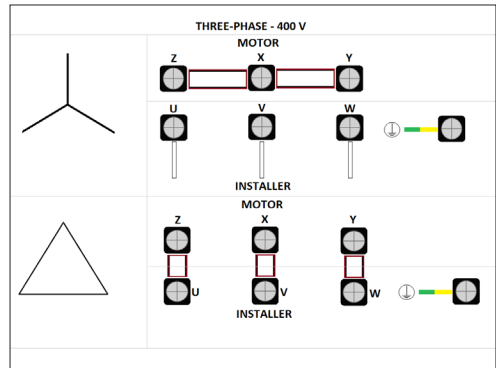 THREE-PHASE - 400 V
MOTOR
Z X Y
U V W
INSTALLER
MOTOR
Z X Y
U V W
INSTALLER